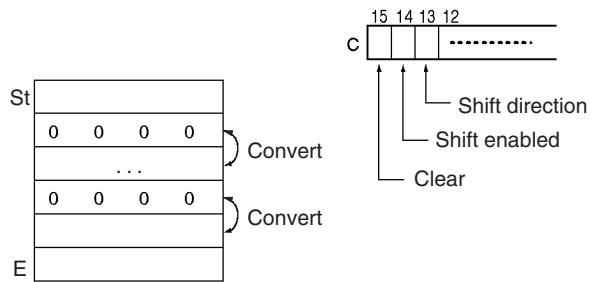 15 14 13 12
C
Shift direction
Shift enabled
Clear
St
0 0 0 0
Convert
. . .
0 0 0 0
Convert
E